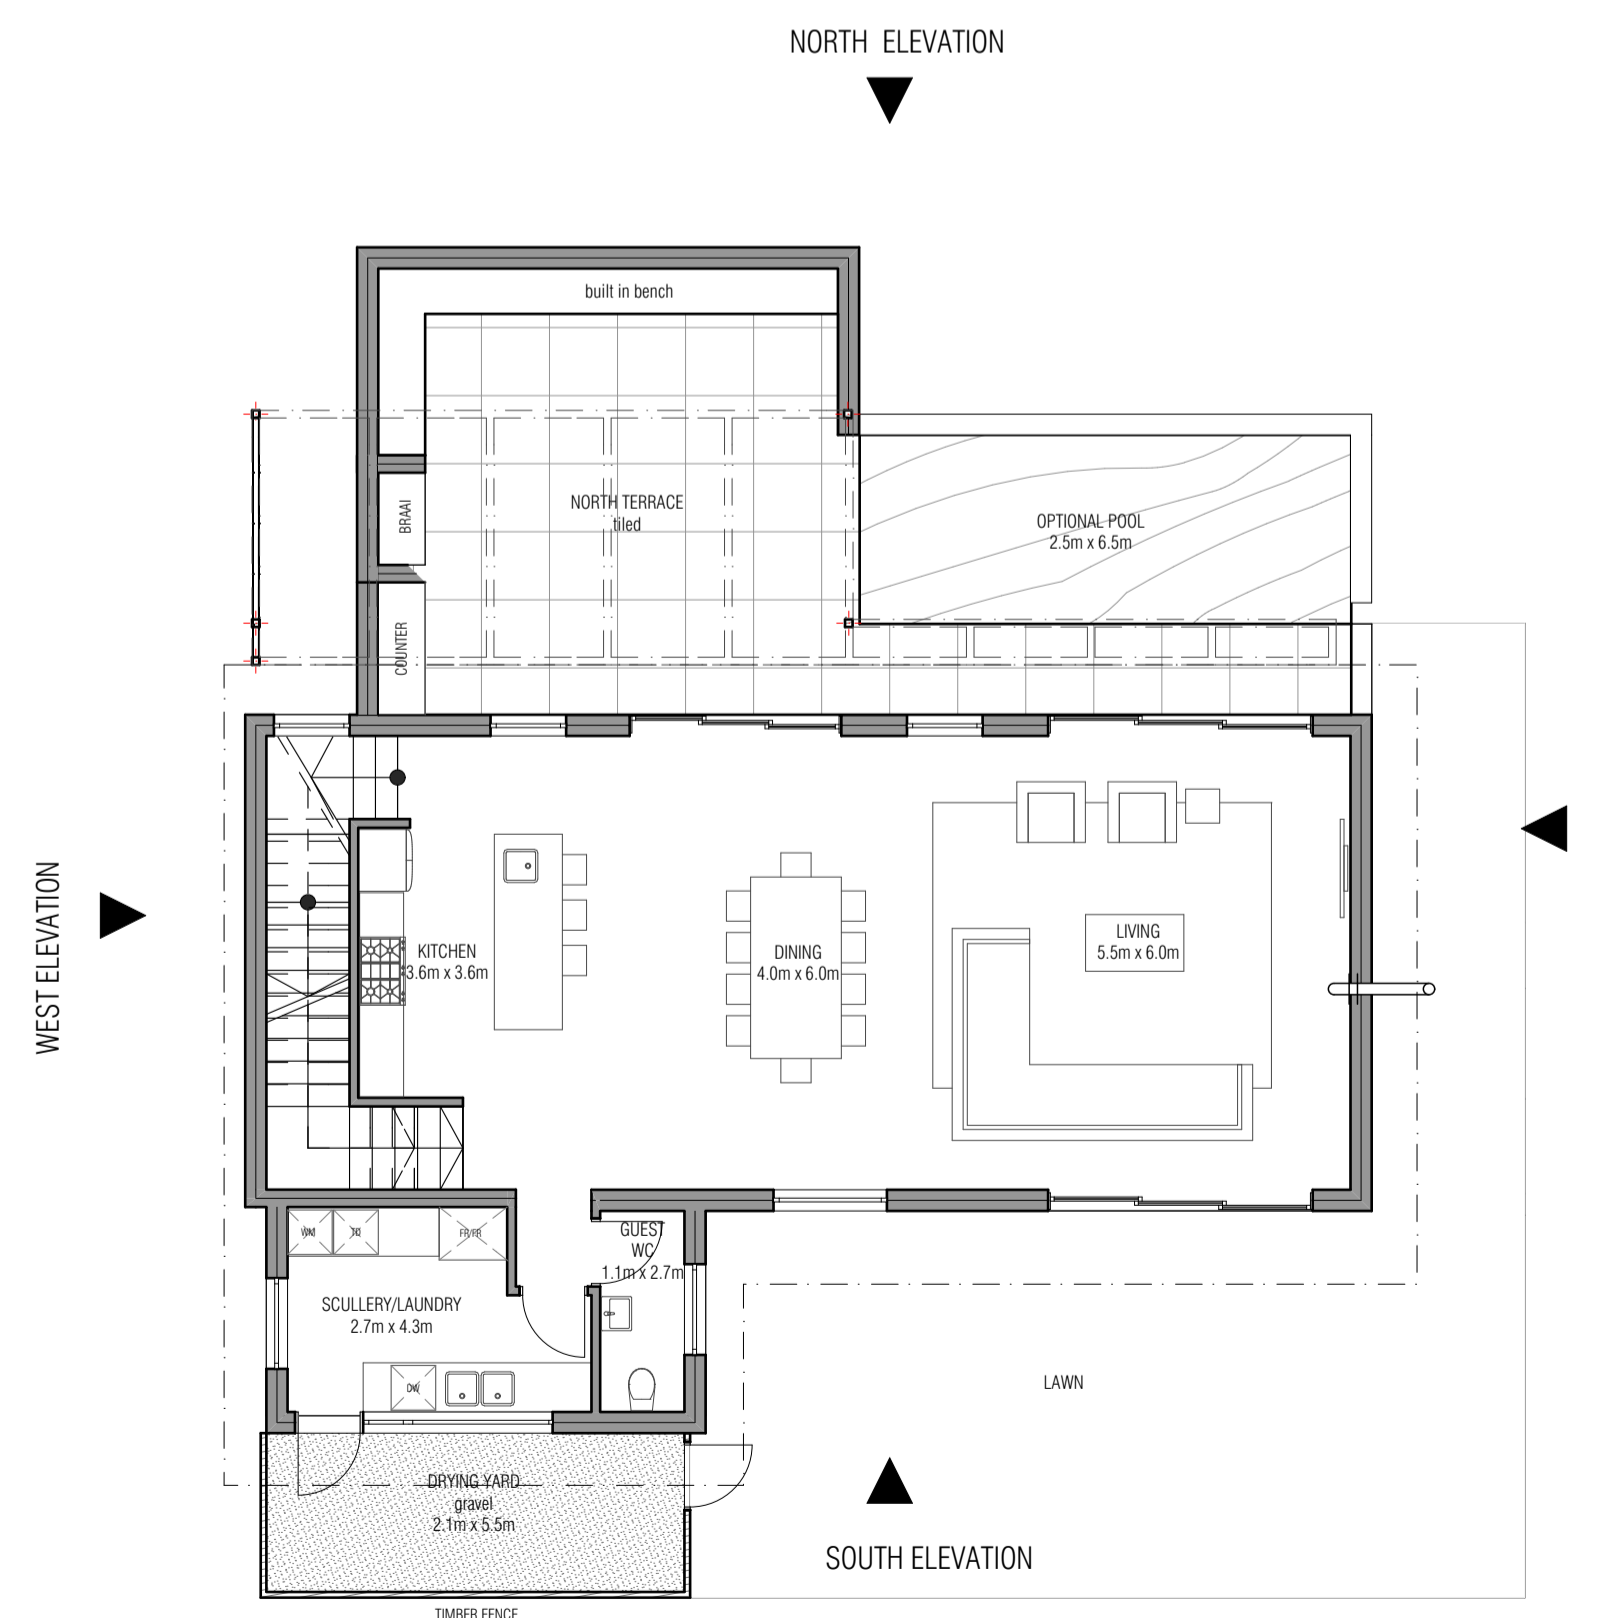 NORTH ELEVATION
built in bench
BRAAI
NORTH TERRACE
tiled
OPTIONAL POOL
2.5m x 6.5m
COUNTER
WEST ELEVATION
KITCHEN
3.6m x 3.6m
DINING
4.0m x 6.0m
LIVING
5.5m x 6.0m
WM
TD
FR/FR
GUEST
WC
1.1m x 2.7m
SCULLERY/LAUNDRY
2.7m x 4.3m
DW
LAWN
DRYING YARD
gravel
2.1m x 5.5m
SOUTH ELEVATION
TIMBER FENCE